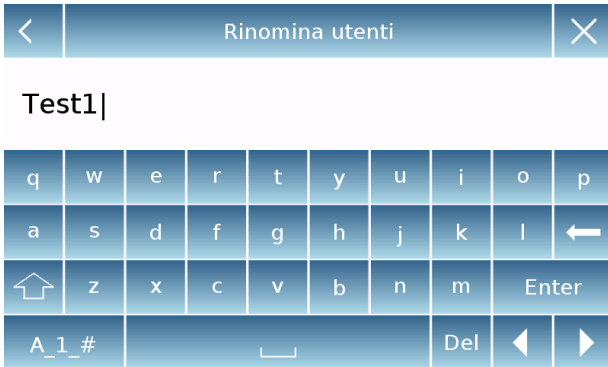 Rinomina utenti
Test1
q w e r t y u i o p
a s d f g h j k l
z x c v b n m Enter
A_1_# Del